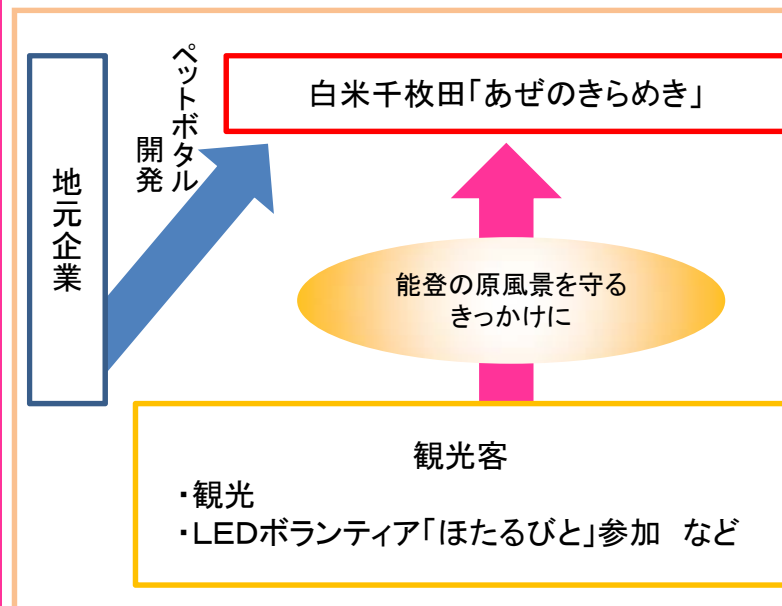 白米千枚田「あぜのきらめき」
ペットボタル
開発
地元企業
能登の原風景を守る
きっかけに
観光客
・観光
・LEDボランティア「ほたるびと」参加　など